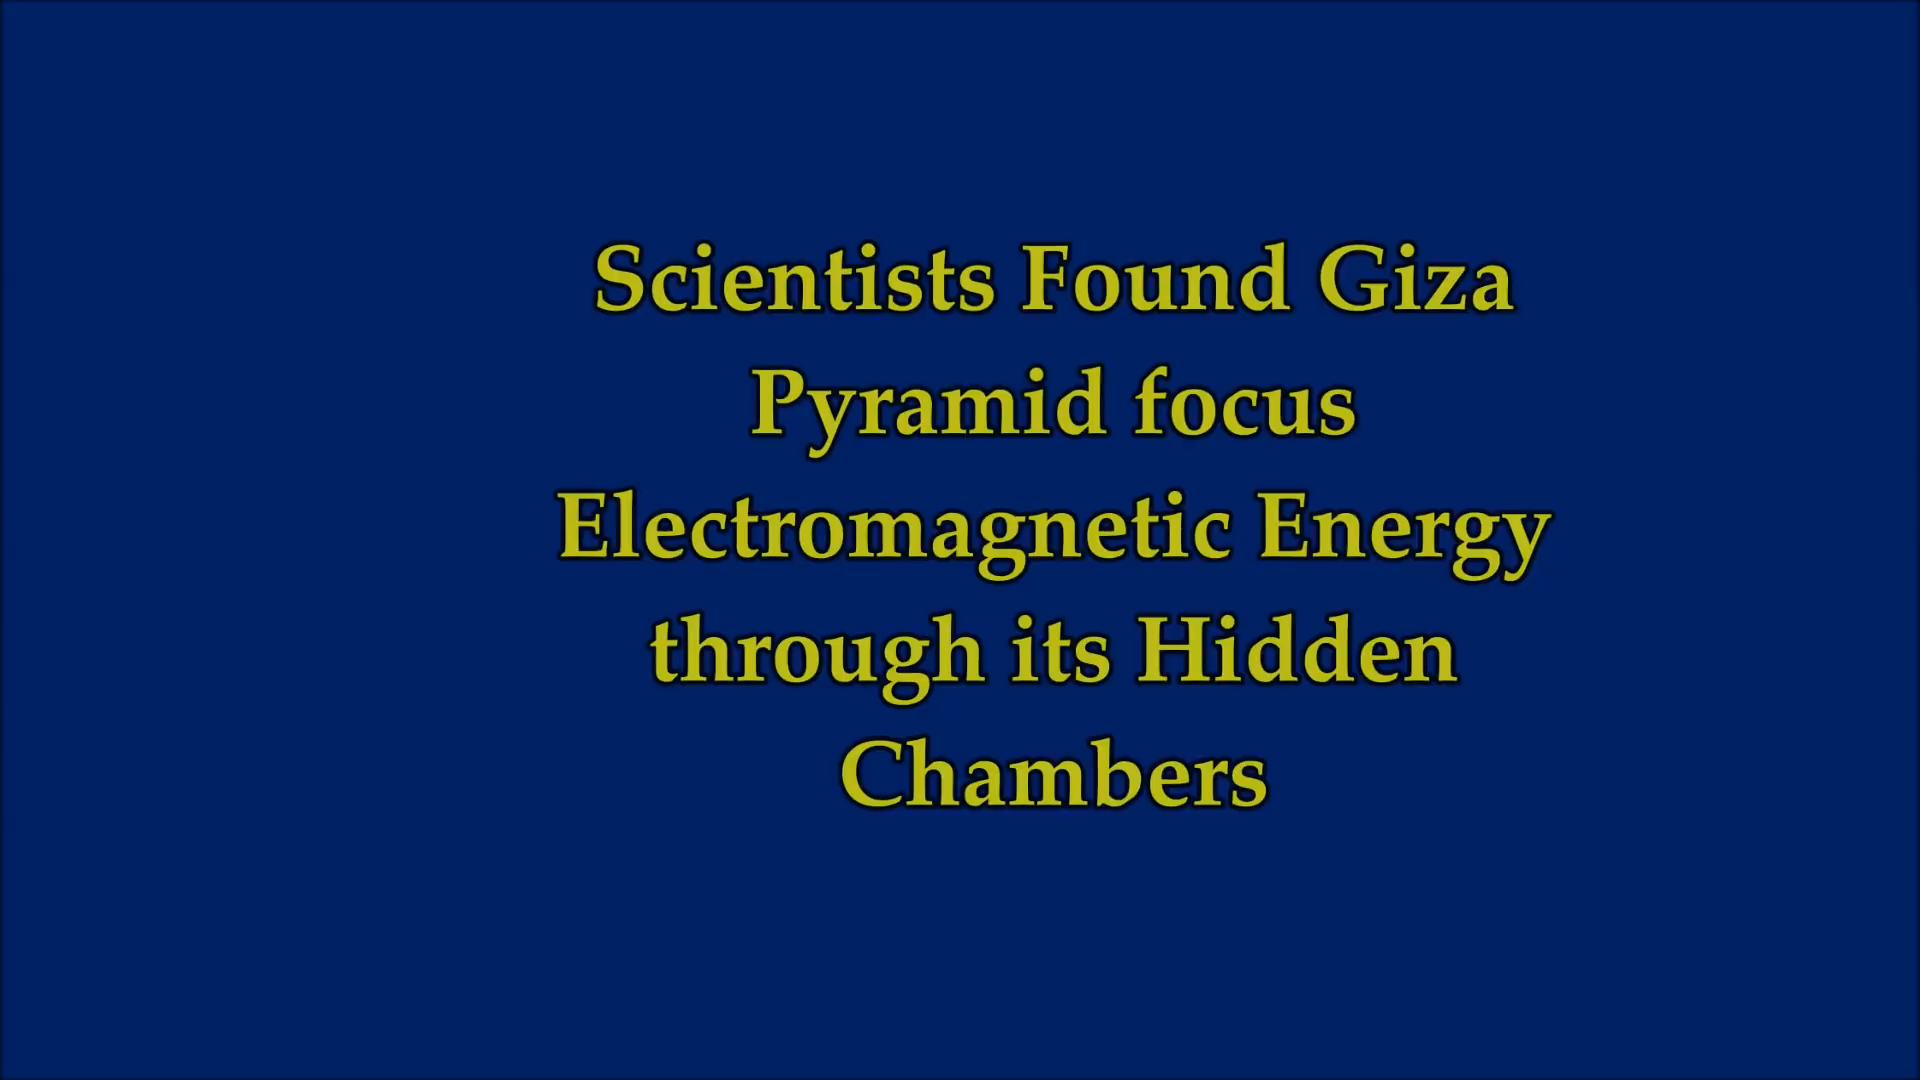 Scientists Found Giza
Pyramid focus
Electromagnetic Energy
through its Hidden
Chambers